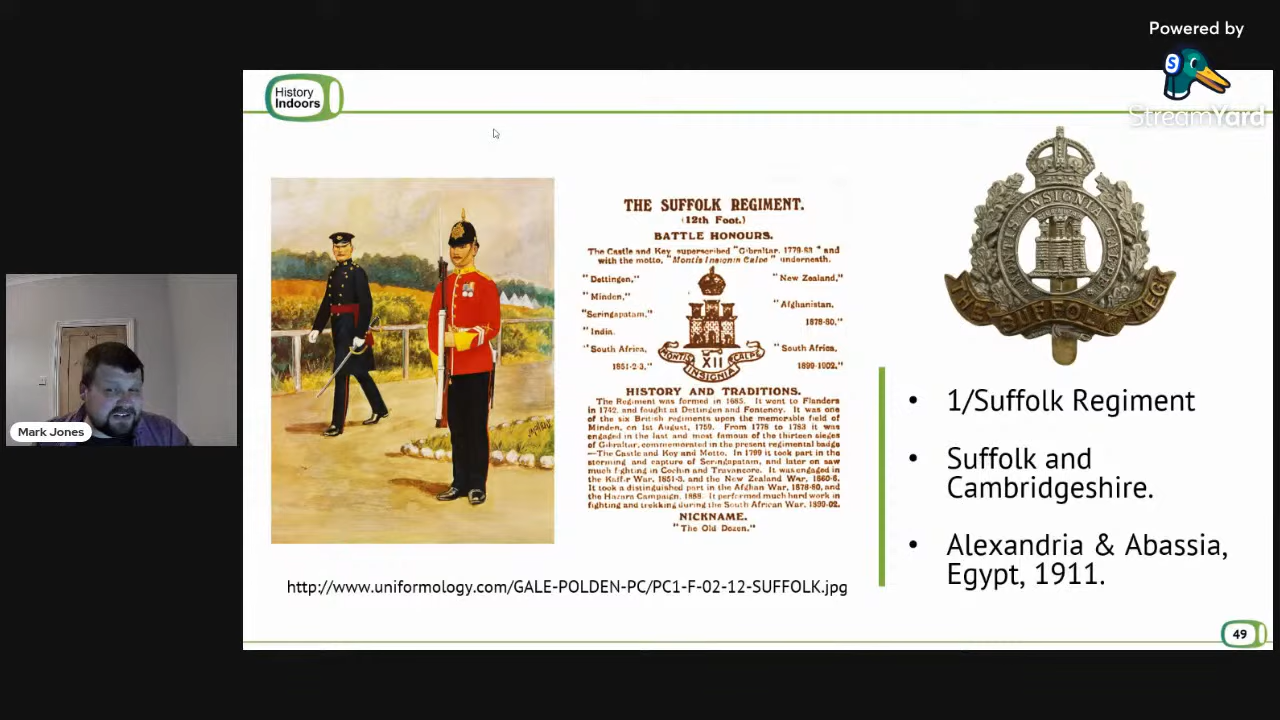 Powered by
S
StreamYard
History
Indoors
THE SUFFOLK REGIMENT.
(12th Foot.)
BATTLE HONOURS.
The Castle and Key superscribed "Gibraltar, 1779-83" and
with the motto, "Montis Insignia Calpe" underneath.
"Dettingen,"
"Minden,"
"Seringapatam,"
"India.
"South Africa,
1851-2-3,"
"New Zealand,"
"Afghanistan,
1878-80,"
"South Africa,
1899-1902,"
MONTIS
XII
CALPE
INSIGNIA
HISTORY AND TRADITIONS.
The Regiment was formed in 1685. It went to Flanders
in 1742, and fought at Dettingen and Fontenoy. It was one
of the six British regiments upon the memorable field of
Minden, on 1st August, 1759. From 1778 to 1783 it was
engaged in the last and most famous of the thirteen sieges
of Gibraltar, commemorated in the present regimental badge
—The Castle and Key and Motto. In 1799 it took part in the
storming and capture of Seringapatam, and later on saw
much fighting in Cochin and Travancore. It was engaged in
the Kaffir War, 1851-3, and the New Zealand War, 1860-6.
It took a distinguished part in the Afghan War, 1878-80, and
the Hazara Campaign, 1888. It performed much hard work in
fighting and trekking during the South African War, 1899-02.
NICKNAME.
"The Old Dozen."
MONTIS INSIGNIA CALPE
THE SUFFOLK REGT
• 1/Suffolk Regiment
• Suffolk and
Cambridgeshire.
• Alexandria & Abassia,
Egypt, 1911.
http://www.uniformology.com/GALE-POLDEN-PC/PC1-F-02-12-SUFFOLK.jpg
Mark Jones
49